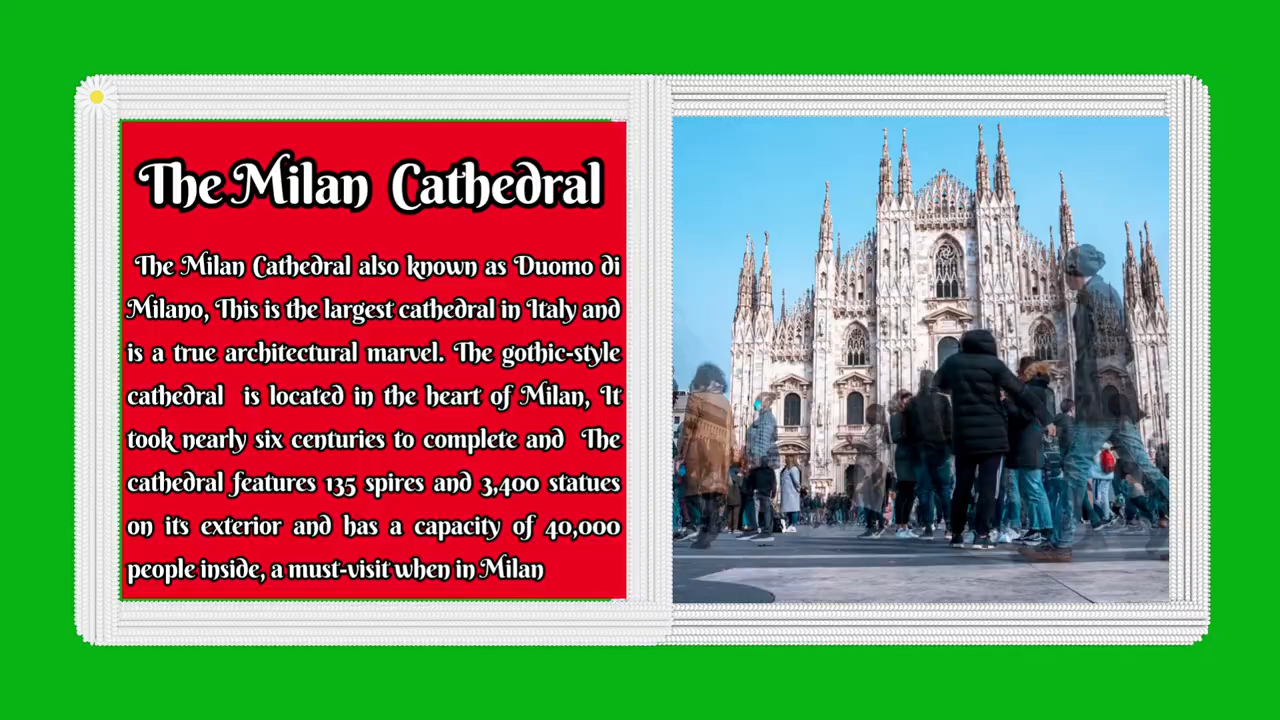 The Milan Cathedral
The Milan Cathedral also known as Duomo di
Milano, This is the largest cathedral in Italy and
is a true architectural marvel. The gothic-style
cathedral is located in the heart of Milan, It
took nearly six centuries to complete and The
cathedral features 135 spires and 3,400 statues
on its exterior and has a capacity of 40,000
people inside, a must-visit when in Milan